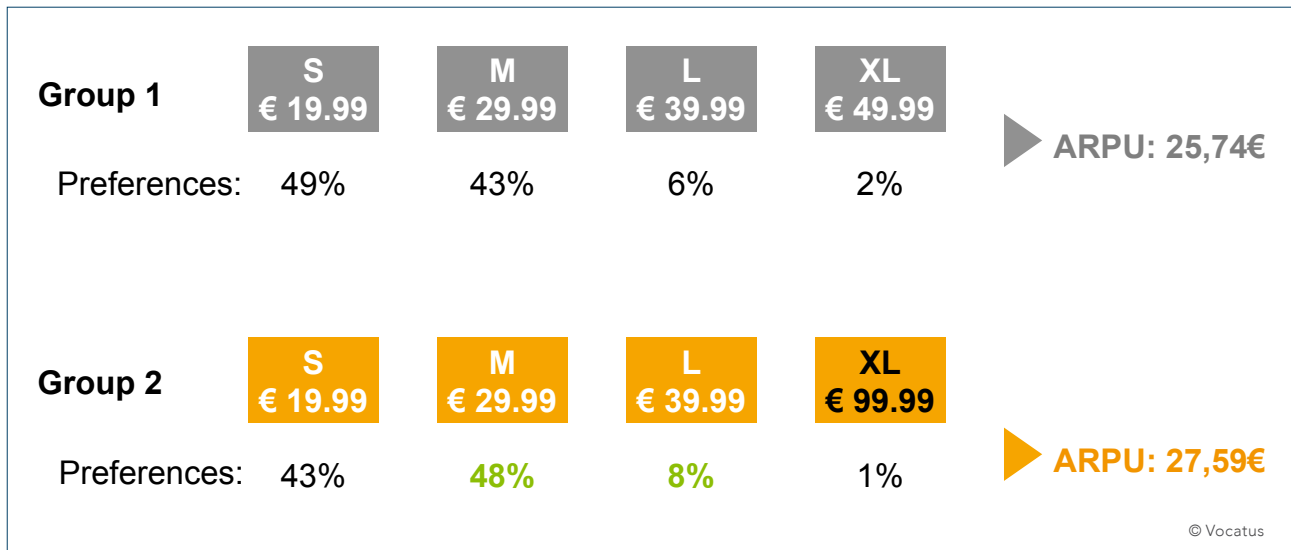 Group 1
S
€ 19.99
M
€ 29.99
L
€ 39.99
XL
€ 49.99
ARPU: 25,74€
Preferences:
49%
43%
6%
2%
Group 2
S
€ 19.99
M
€ 29.99
L
€ 39.99
XL
€ 99.99
ARPU: 27,59€
Preferences:
43%
48%
8%
1%
© Vocatus